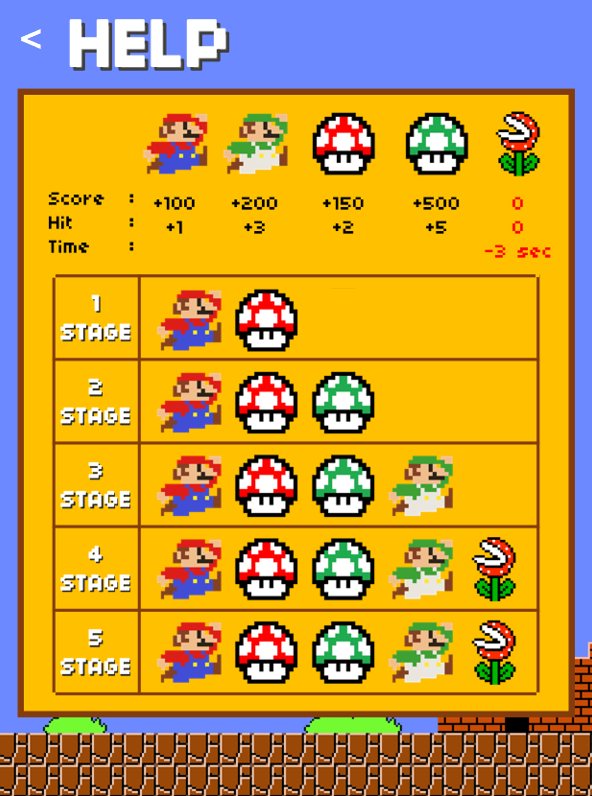 < HELP
Score : +100 +200 +150 +500 0
Hit : +1 +3 +2 +5 0
Time : -3 sec
1
STAGE
2
STAGE
3
STAGE
4
STAGE
5
STAGE